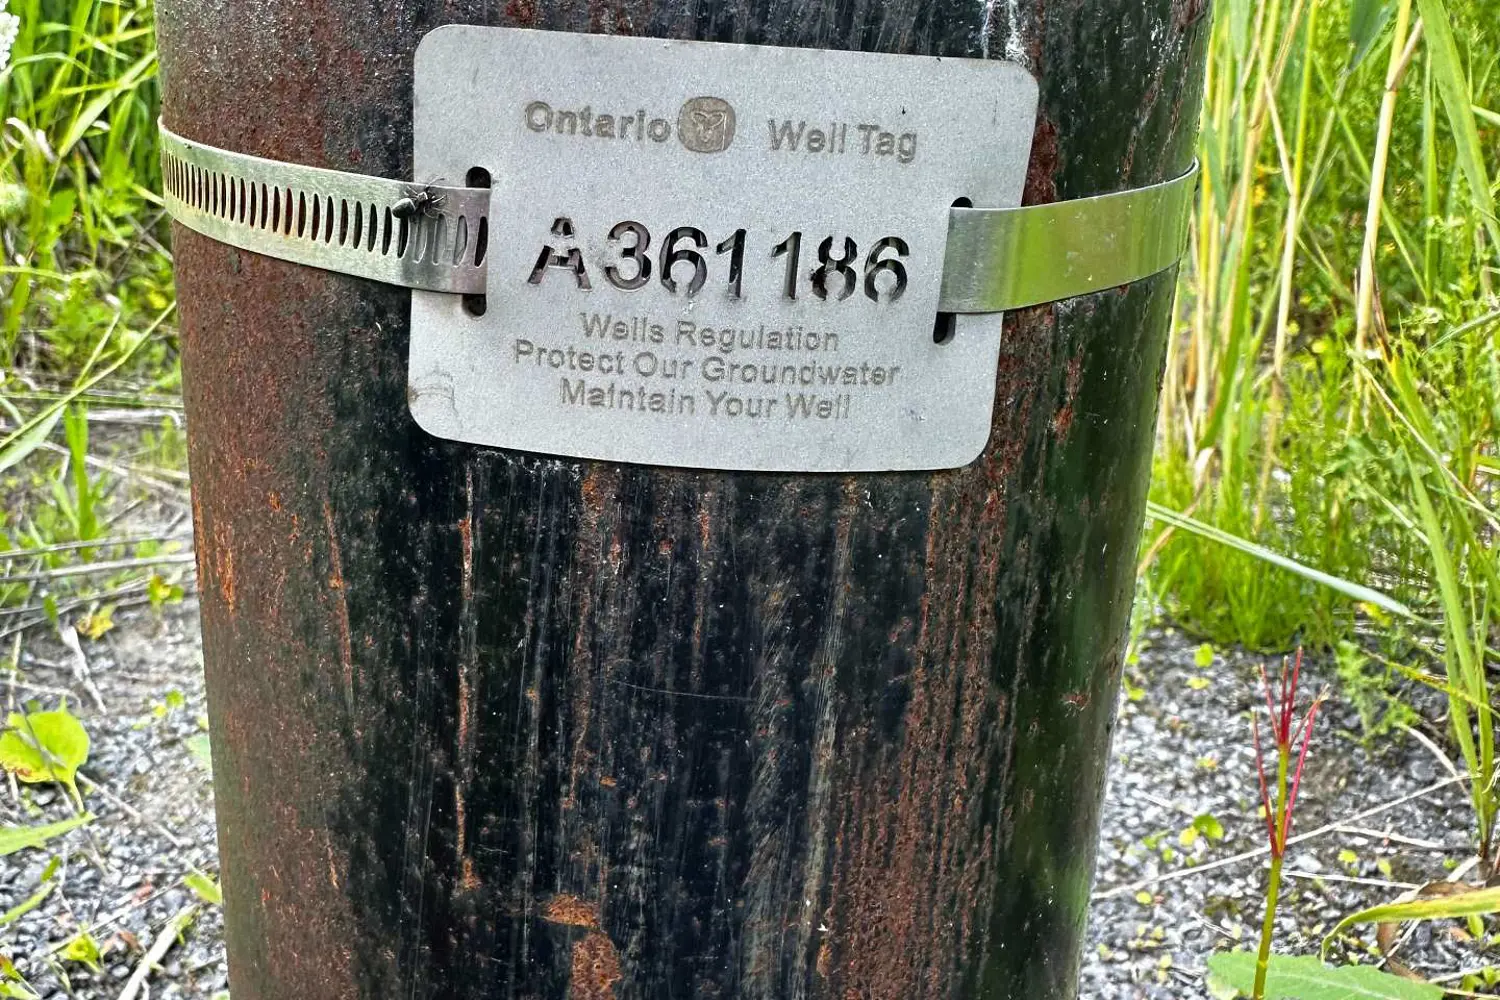 Ontario Well Tag
A361186
Wells Regulation
Protect Our Groundwater
Maintain Your Well